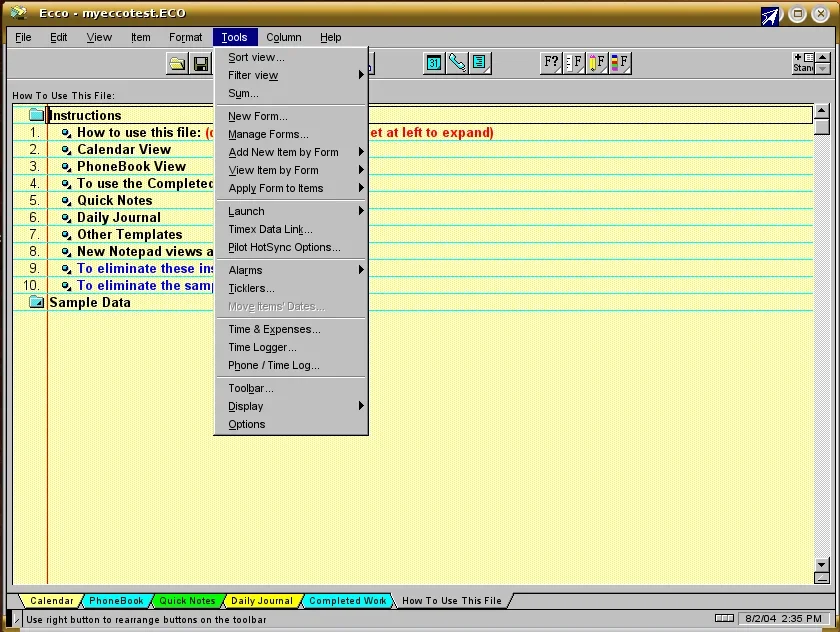 Ecco - myeccotest.ECO
File Edit View Item Format Tools Column Help
31 F? F F F Stan
How To Use This File:
Instructions
1. How to use this file: ( et at left to expand)
2. Calendar View
3. PhoneBook View
4. To use the Completed
5. Quick Notes
6. Daily Journal
7. Other Templates
8. New Notepad views a
9. To eliminate these ins
10. To eliminate the samp
Sample Data
Sort view...
Filter view
Sum...
New Form...
Manage Forms...
Add New Item by Form
View Item by Form
Apply Form to Items
Launch
Timex Data Link...
Pilot HotSync Options...
Alarms
Ticklers...
Move Items' Dates...
Time & Expenses...
Time Logger...
Phone / Time Log...
Toolbar...
Display
Options
Calendar PhoneBook Quick Notes Daily Journal Completed Work How To Use This File
Use right button to rearrange buttons on the toolbar 8/2/04 2:35 PM